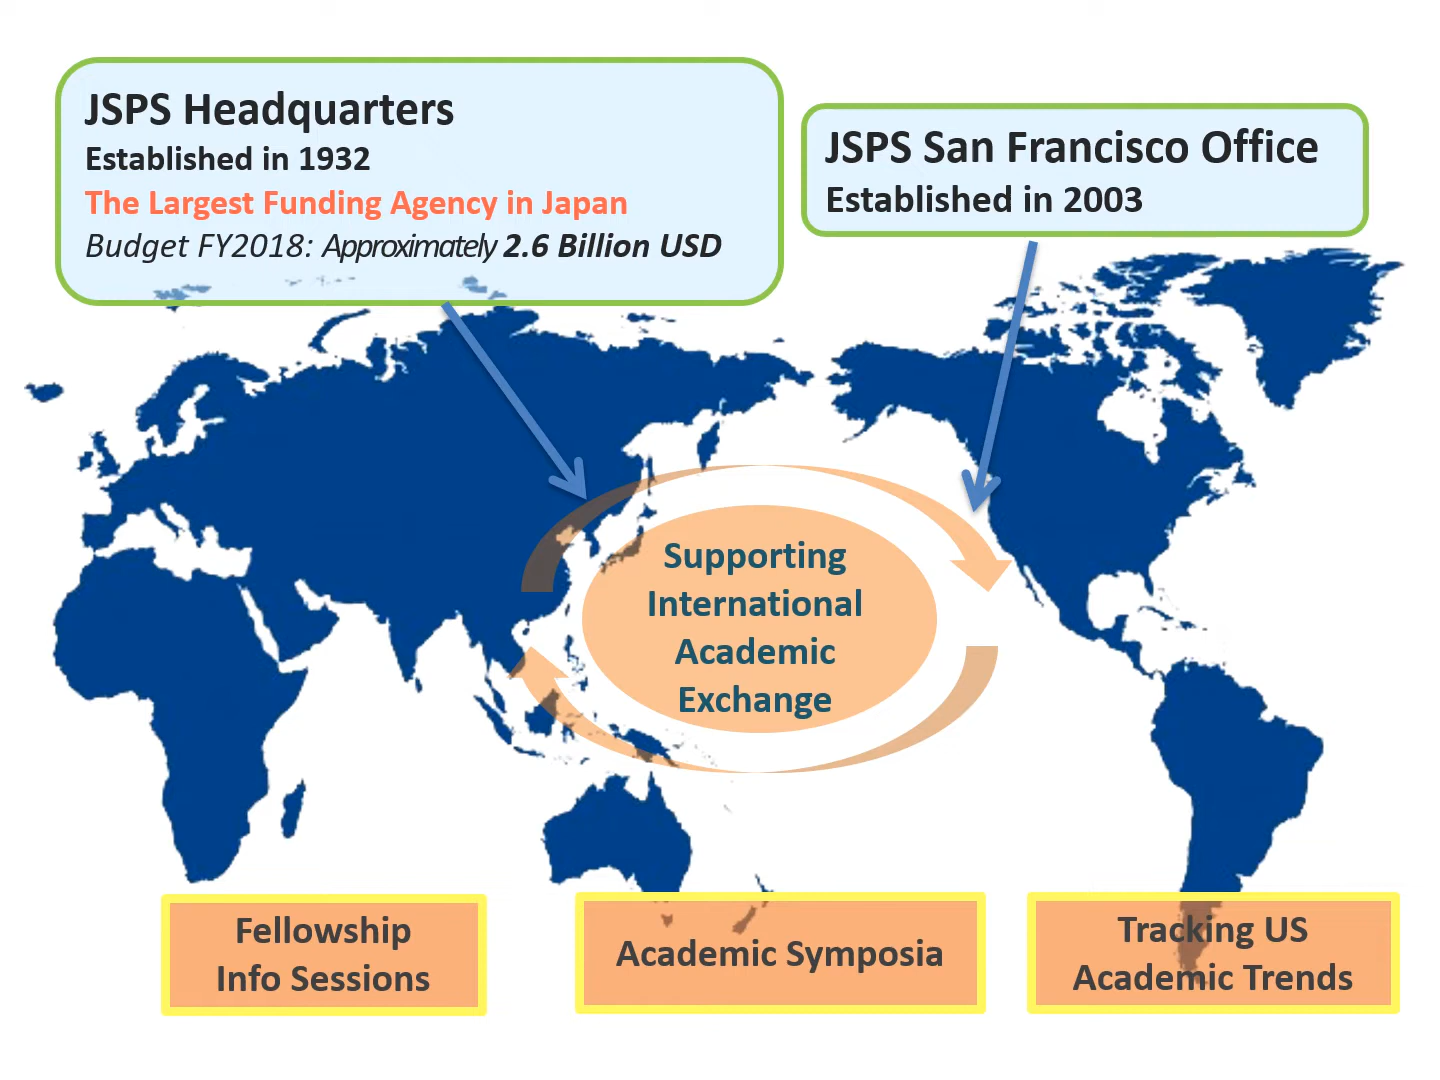 JSPS Headquarters
Established in 1932
The Largest Funding Agency in Japan
Budget FY2018: Approximately 2.6 Billion USD
JSPS San Francisco Office
Established in 2003
Supporting
International
Academic
Exchange
Fellowship
Info Sessions
Academic Symposia
Tracking US
Academic Trends